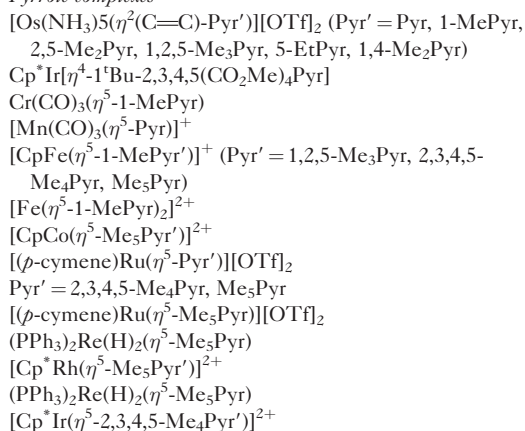 Pyrrole complexes
[Os(NH₃)5(η²(C=C)-Pyr′)][OTf]₂ (Pyr′ = Pyr, 1-MePyr,
2,5-Me₂Pyr, 1,2,5-Me₃Pyr, 5-EtPyr, 1,4-Me₂Pyr)
Cp*Ir[η⁴-1ᵗBu-2,3,4,5(CO₂Me)₄Pyr]
Cr(CO)₃(η⁵-1-MePyr)
[Mn(CO)₃(η⁵-Pyr)]⁺
[CpFe(η⁵-1-MePyr′)]⁺ (Pyr′ = 1,2,5-Me₃Pyr, 2,3,4,5-
Me₄Pyr, Me₅Pyr)
[Fe(η⁵-1-MePyr)₂]²⁺
[CpCo(η⁵-Me₅Pyr′)]²⁺
[(p-cymene)Ru(η⁵-Pyr′)][OTf]₂
Pyr′ = 2,3,4,5-Me₄Pyr, Me₅Pyr
[(p-cymene)Ru(η⁵-Me₅Pyr)][OTf]₂
(PPh₃)₂Re(H)₂(η⁵-Me₅Pyr)
[Cp*Rh(η⁵-Me₅Pyr′)]²⁺
(PPh₃)₂Re(H)₂(η⁵-Me₅Pyr)
[Cp*Ir(η⁵-2,3,4,5-Me₄Pyr′)]²⁺